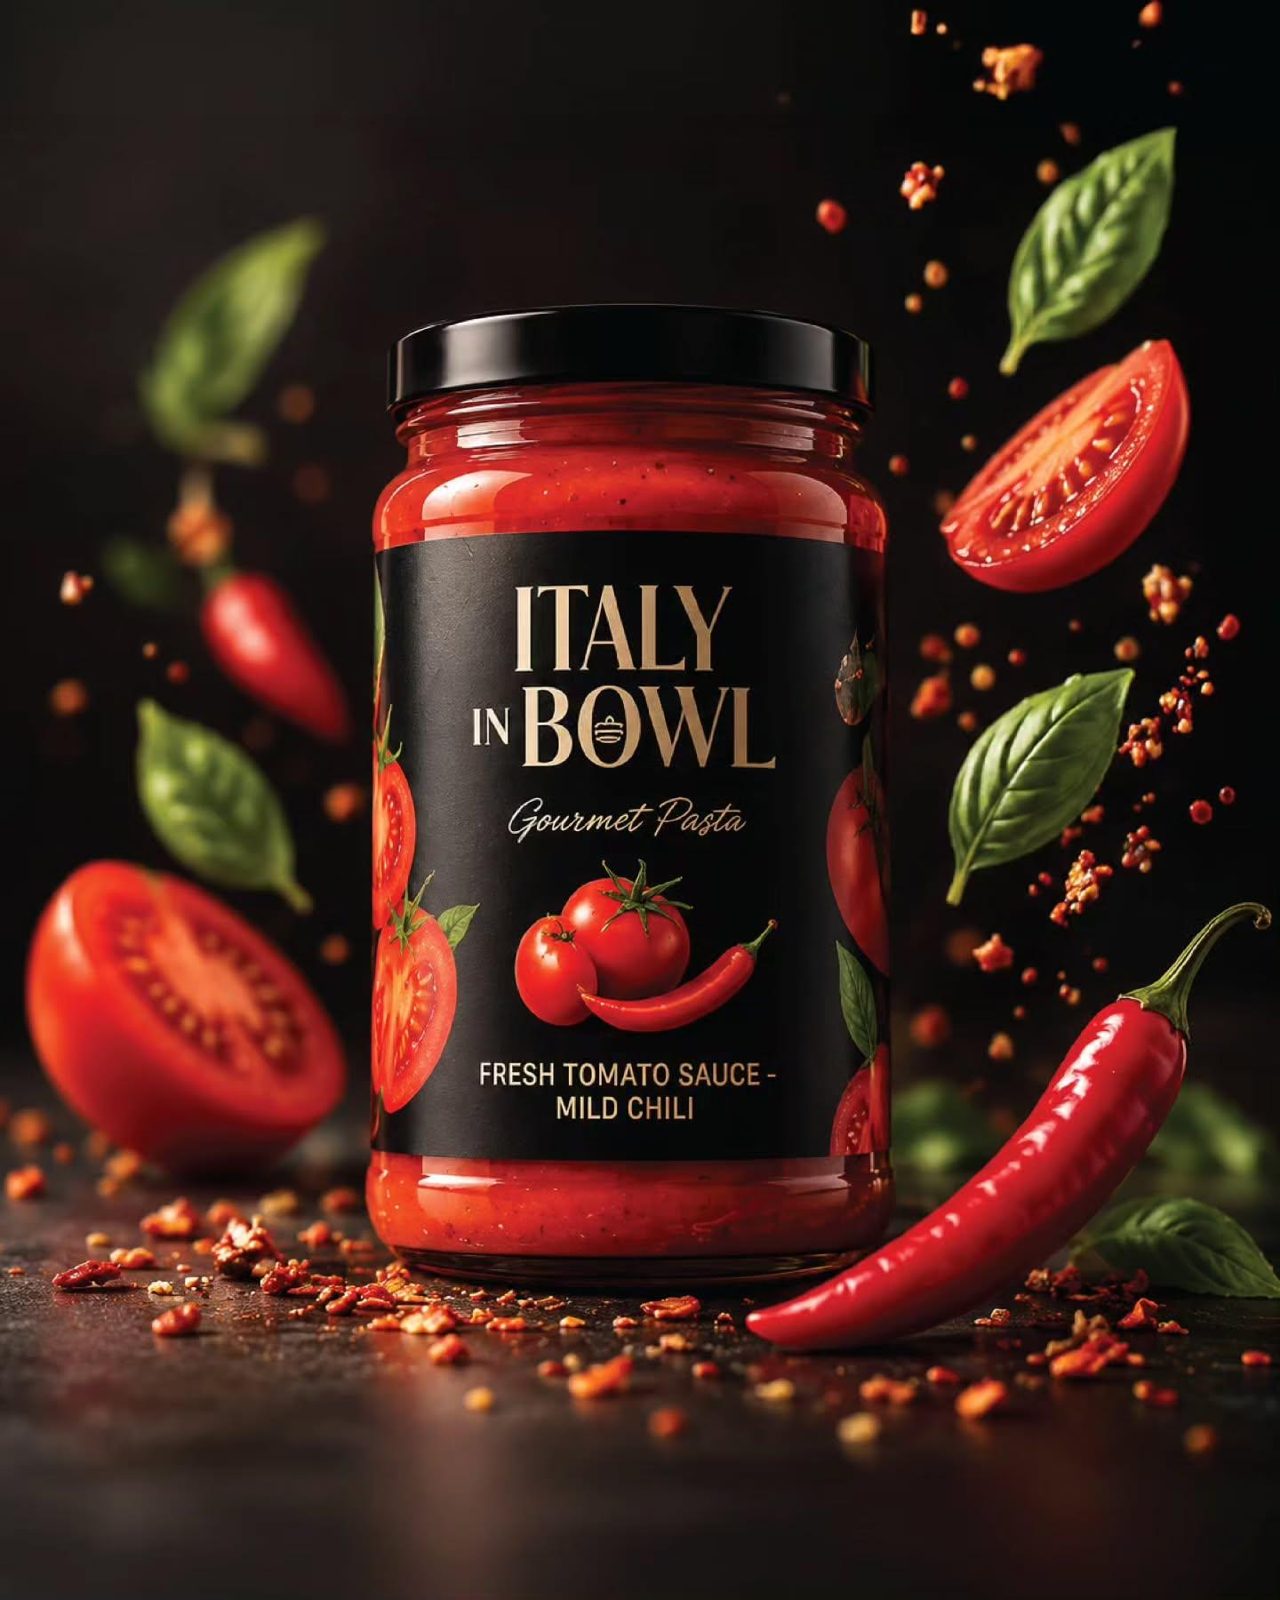 ITALY
IN BOWL
Gourmet Pasta
FRESH TOMATO SAUCE -
MILD CHILI